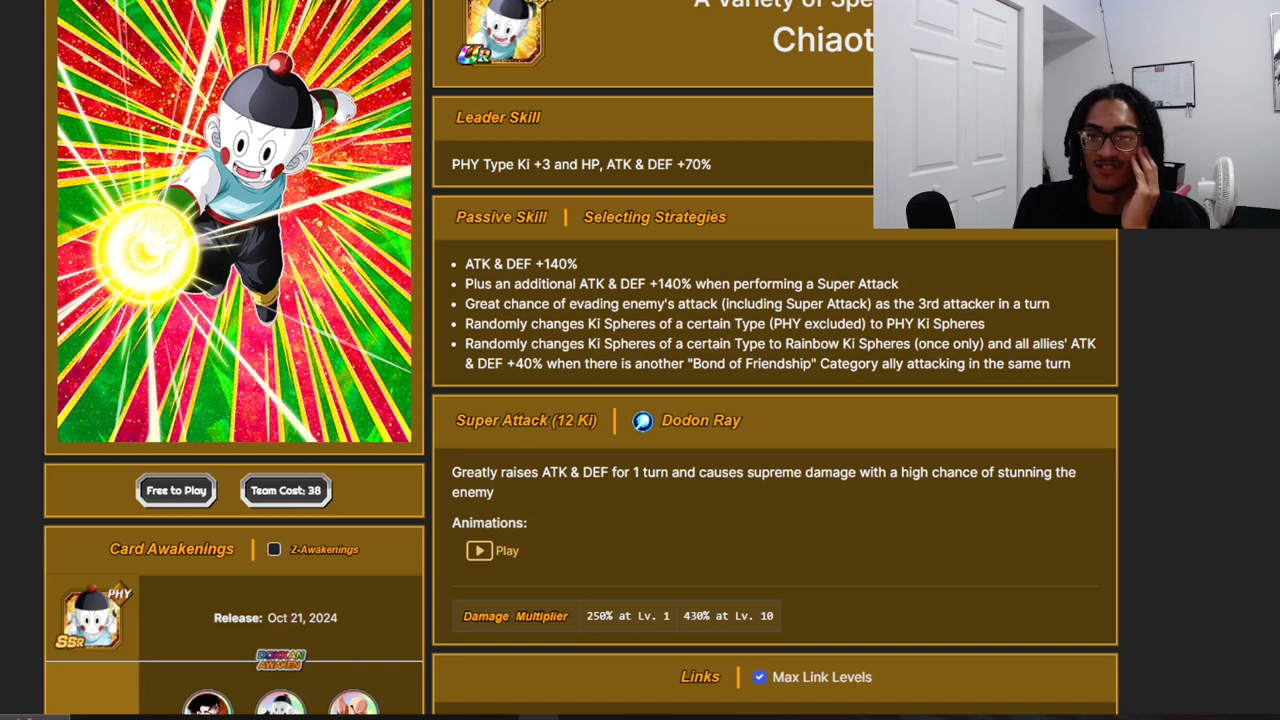 A Variety of Spe
Chiaot
UR
Leader Skill
PHY Type Ki +3 and HP, ATK & DEF +70%
Passive Skill | Selecting Strategies
• ATK & DEF +140%
• Plus an additional ATK & DEF +140% when performing a Super Attack
• Great chance of evading enemy's attack (including Super Attack) as the 3rd attacker in a turn
• Randomly changes Ki Spheres of a certain Type (PHY excluded) to PHY Ki Spheres
• Randomly changes Ki Spheres of a certain Type to Rainbow Ki Spheres (once only) and all allies' ATK
& DEF +40% when there is another "Bond of Friendship" Category ally attacking in the same turn
Super Attack (12 Ki) | Dodon Ray
Greatly raises ATK & DEF for 1 turn and causes supreme damage with a high chance of stunning the
enemy
Animations:
Play
Damage Multiplier 250% at Lv. 1 430% at Lv. 10
Links | Max Link Levels
Free to Play Team Cost: 38
Card Awakenings | Z-Awakenings
PHY
SSR
Release: Oct 21, 2024
DOKKAN
AWAKEN